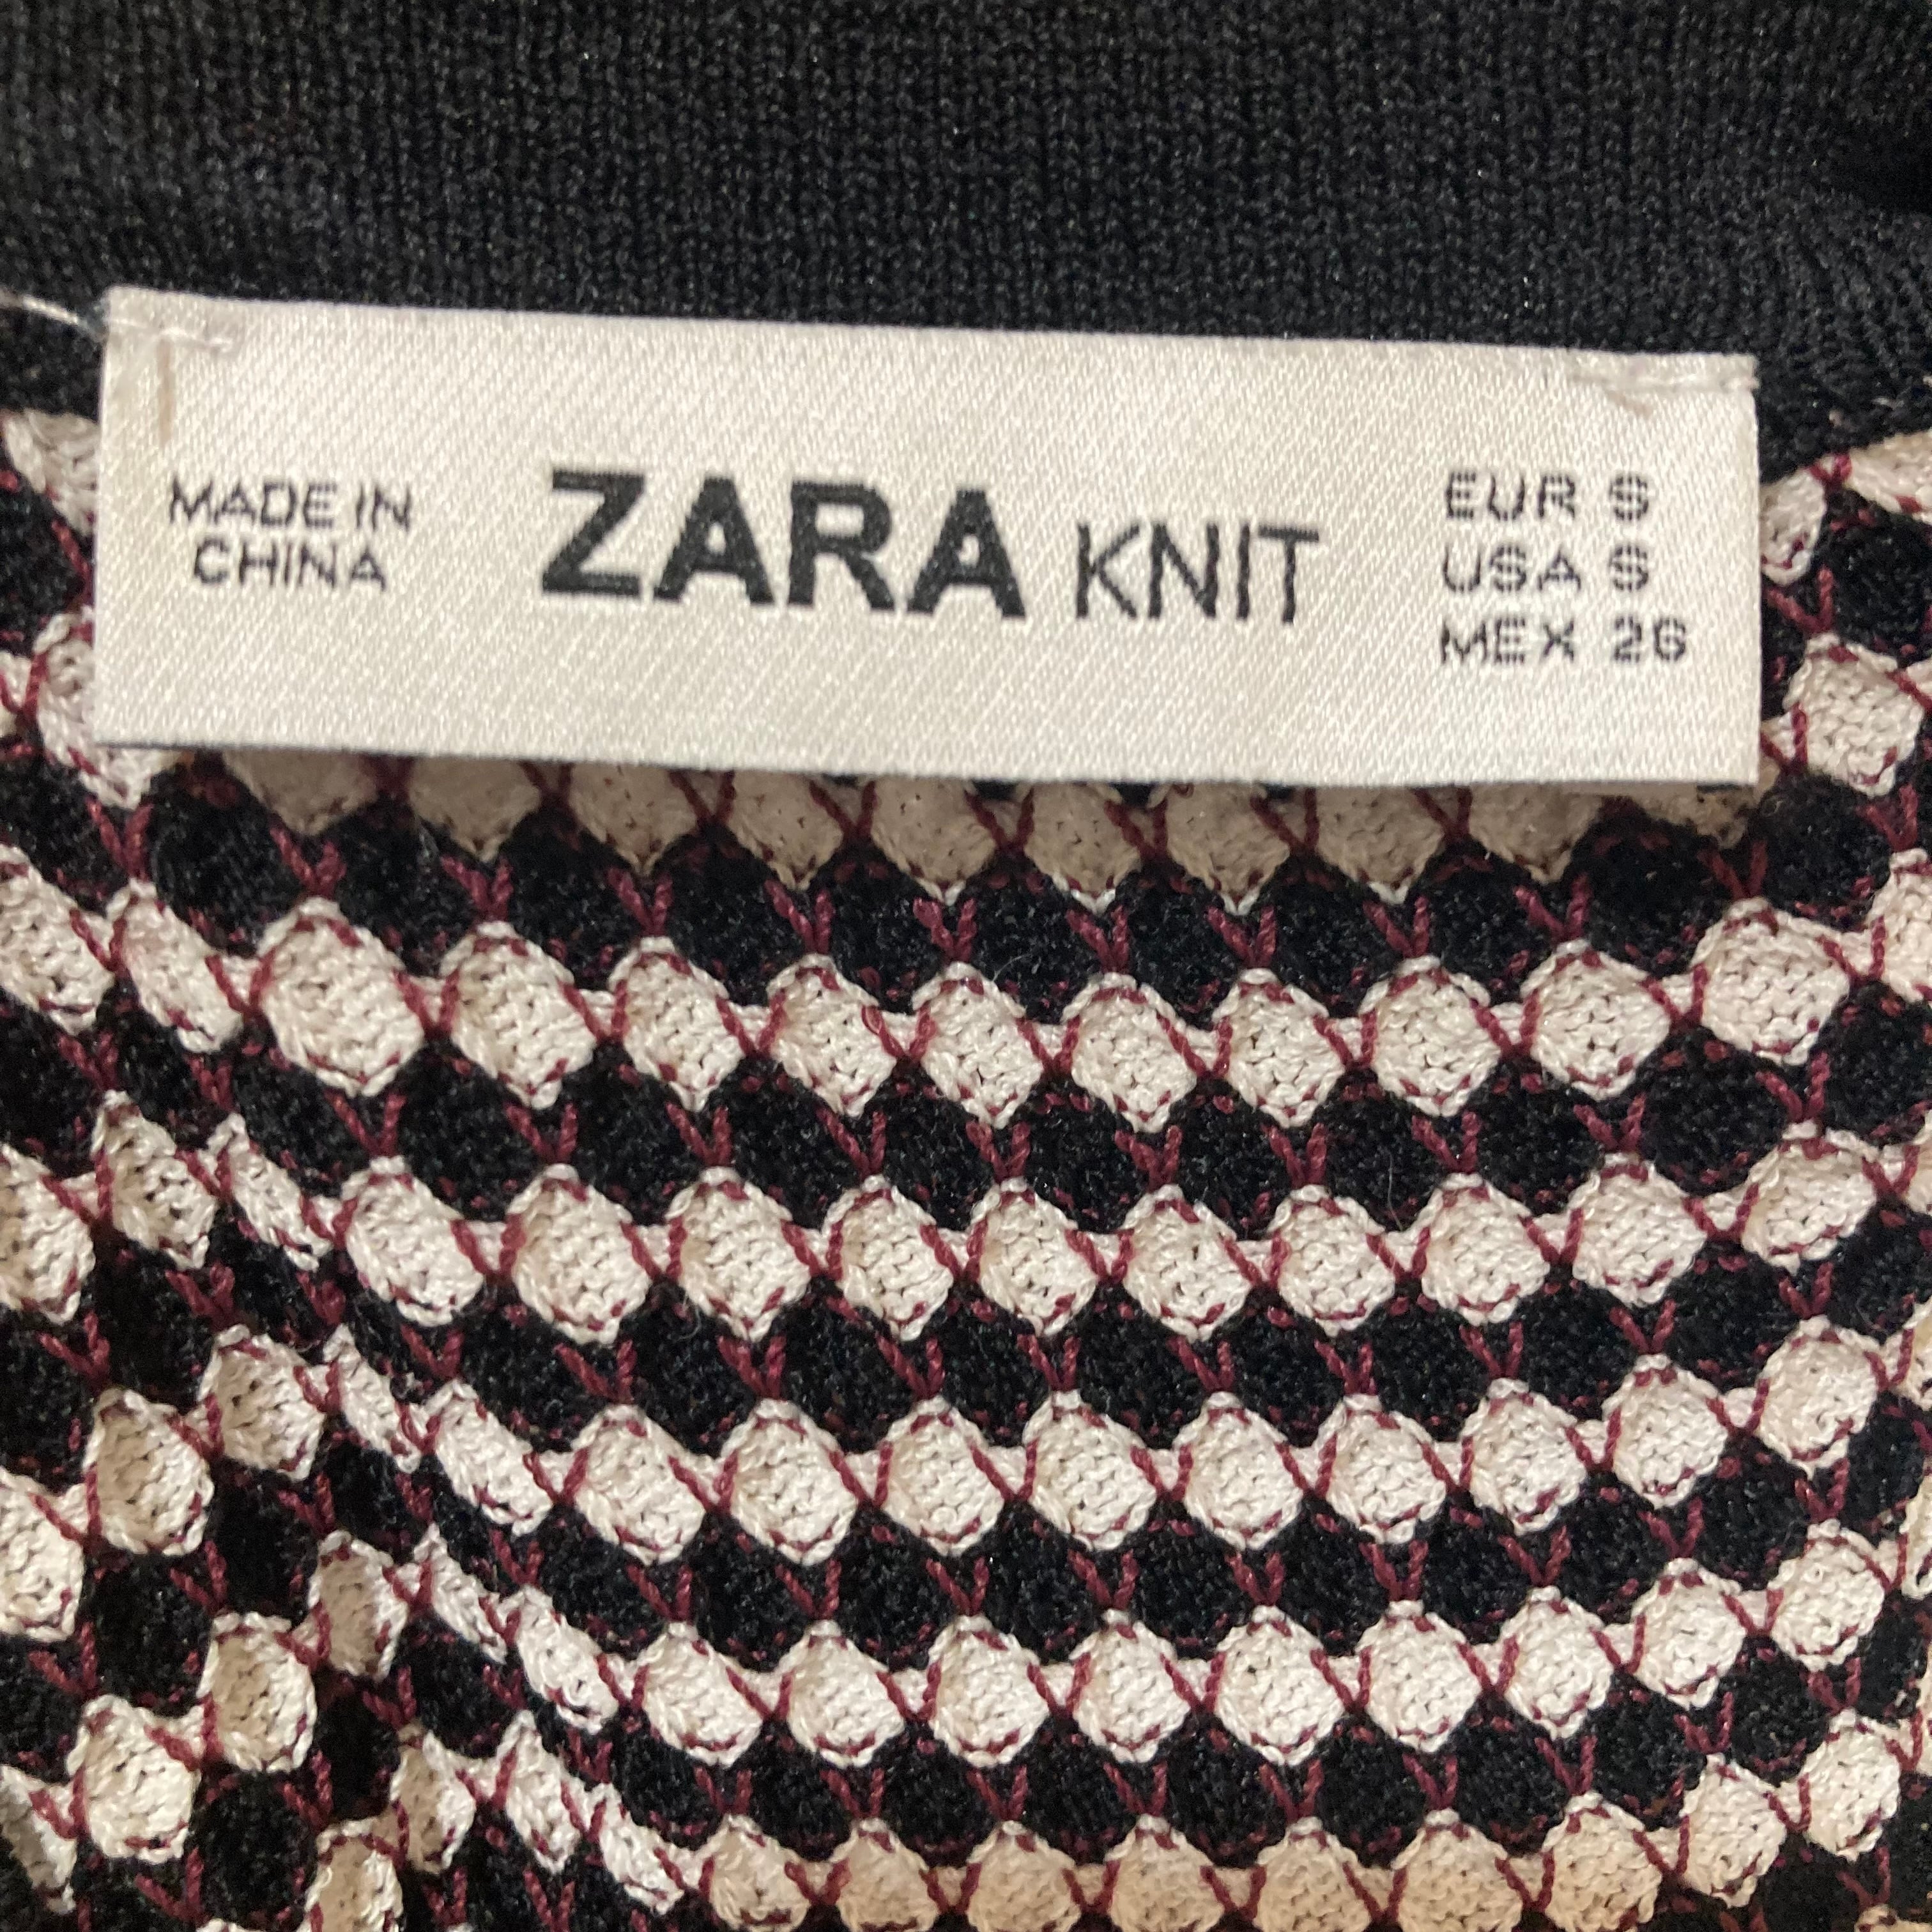 MADE IN
CHINA
ZARA KNIT
EUR S
USA S
MEX 26